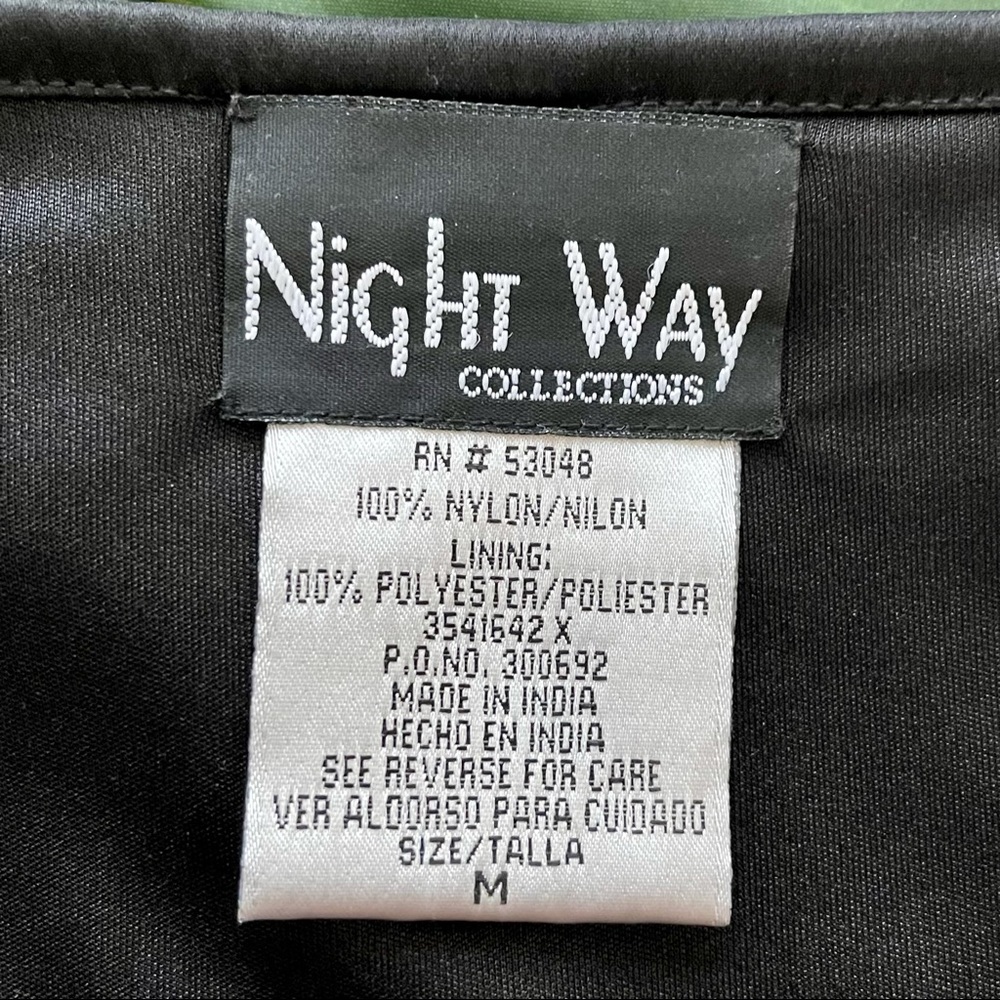 Night Way
COLLECTIONS
RN # 53048
100% NYLON/NILON
LINING:
100% POLYESTER/POLIESTER
3541642 X
P.O.NO. 300692
MADE IN INDIA
HECHO EN INDIA
SEE REVERSE FOR CARE
VER ALDORSO PARA CUIDADO
SIZE/TALLA
M